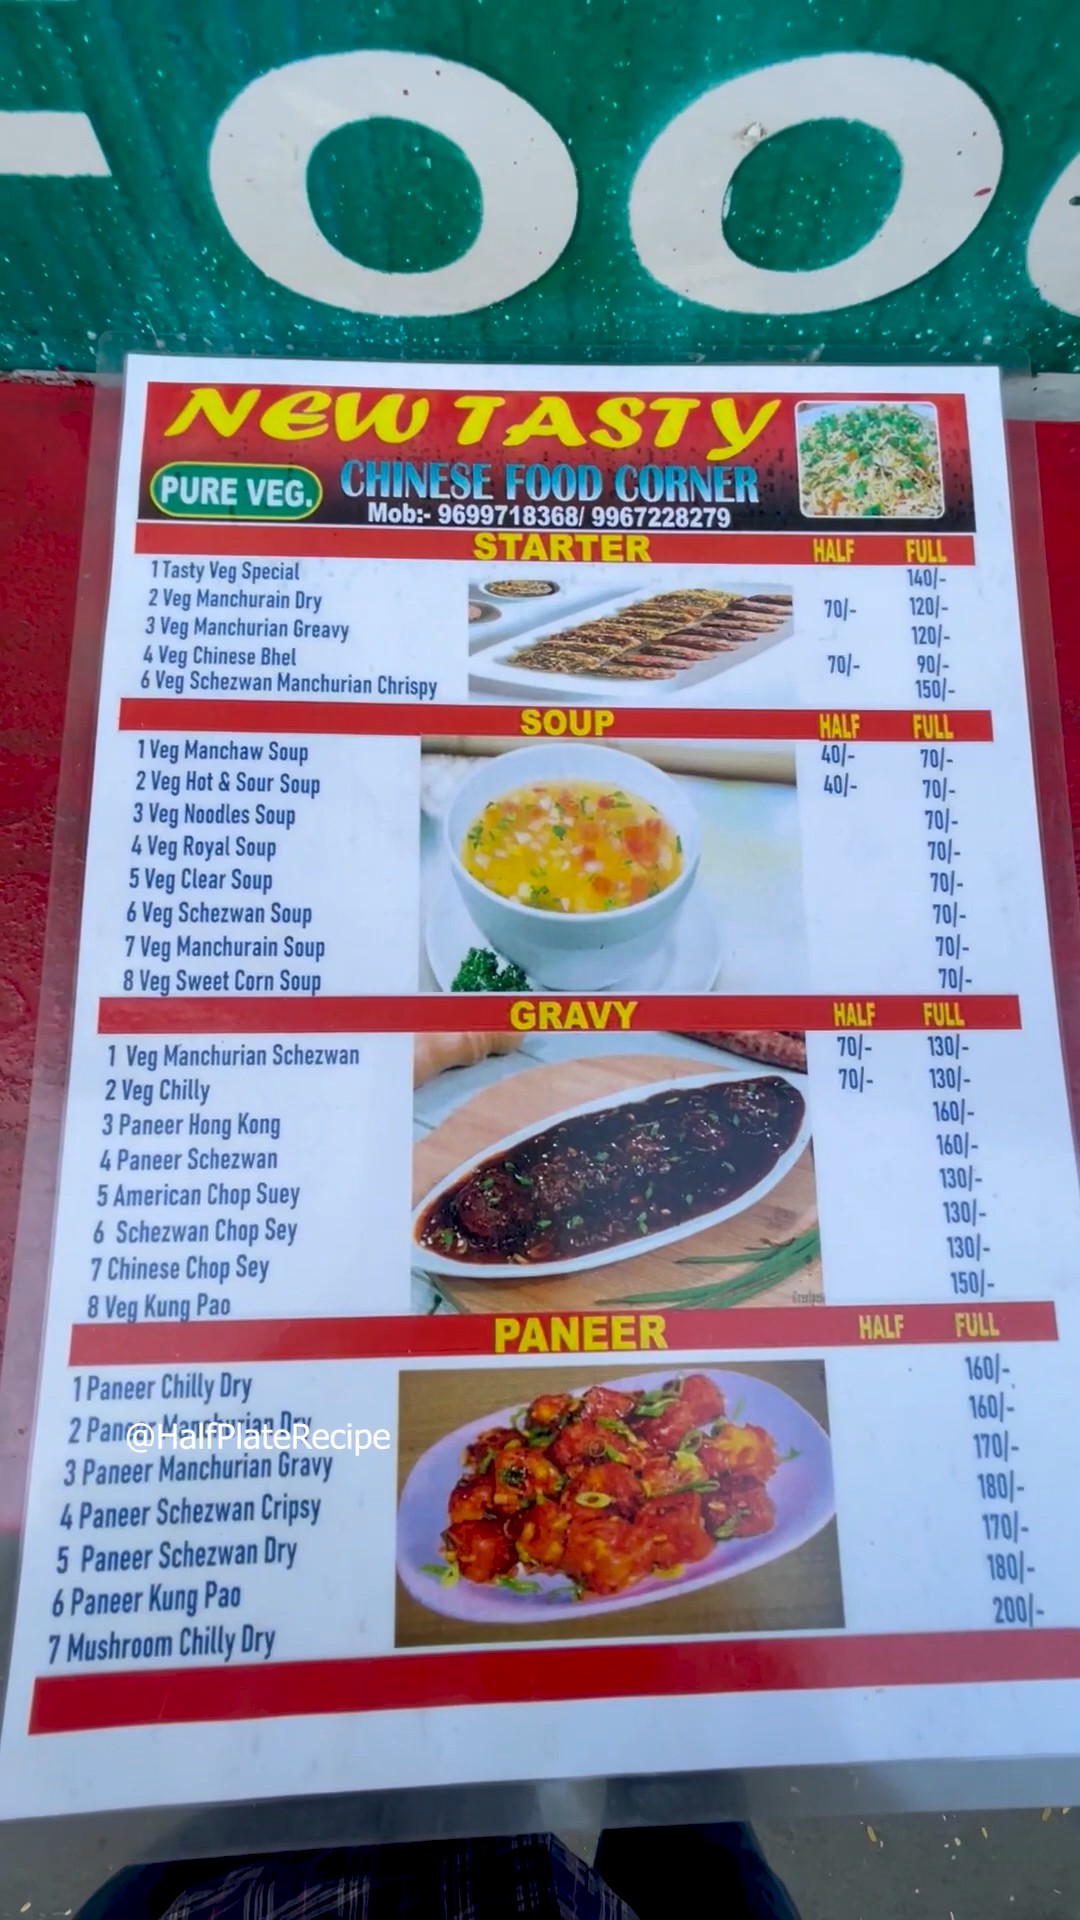 FOO
NEW TASTY
PURE VEG.
CHINESE FOOD CORNER
Mob:- 9699718368/ 9967228279
STARTER HALF FULL
1 Tasty Veg Special 140/-
2 Veg Manchurain Dry 70/- 120/-
3 Veg Manchurian Greavy 120/-
4 Veg Chinese Bhel 70/- 90/-
6 Veg Schezwan Manchurian Chrispy 150/-
SOUP HALF FULL
1 Veg Manchaw Soup 40/- 70/-
2 Veg Hot & Sour Soup 40/- 70/-
3 Veg Noodles Soup 70/-
4 Veg Royal Soup 70/-
5 Veg Clear Soup 70/-
6 Veg Schezwan Soup 70/-
7 Veg Manchurain Soup 70/-
8 Veg Sweet Corn Soup 70/-
GRAVY HALF FULL
1 Veg Manchurian Schezwan 70/- 130/-
2 Veg Chilly 70/- 130/-
3 Paneer Hong Kong 160/-
4 Paneer Schezwan 160/-
5 American Chop Suey 130/-
6 Schezwan Chop Sey 130/-
7 Chinese Chop Sey 130/-
8 Veg Kung Pao 150/-
PANEER HALF FULL
1 Paneer Chilly Dry 160/-
2 Paneer Manchurian Dry 160/-
@HalfPlateRecipe
3 Paneer Manchurian Gravy 170/-
4 Paneer Schezwan Cripsy 180/-
5 Paneer Schezwan Dry 170/-
6 Paneer Kung Pao 180/-
7 Mushroom Chilly Dry 200/-